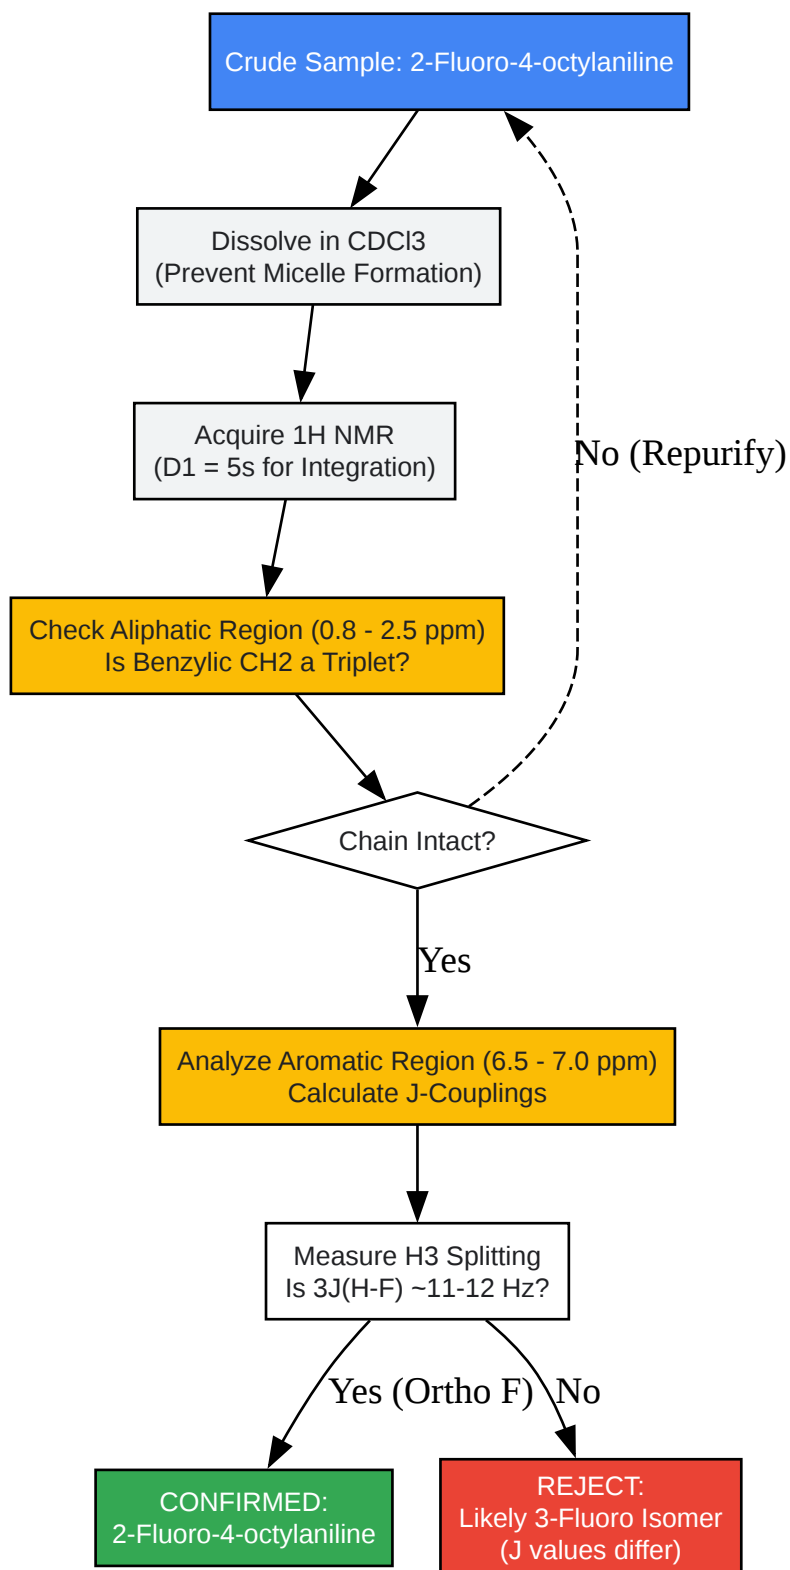 Crude Sample: 2-Fluoro-4-octylaniline
Dissolve in CDCl3
(Prevent Micelle Formation)
Acquire 1H NMR
(D1 = 5s for Integration)
No (Repurify)
Check Aliphatic Region (0.8 - 2.5 ppm)
Is Benzylic CH2 a Triplet?
Chain Intact?
Yes
Analyze Aromatic Region (6.5 - 7.0 ppm)
Calculate J-Couplings
Measure H3 Splitting
Is 3J(H-F) ~11-12 Hz?
Yes (Ortho F)
No
CONFIRMED:
2-Fluoro-4-octylaniline
REJECT:
Likely 3-Fluoro Isomer
(J values differ)